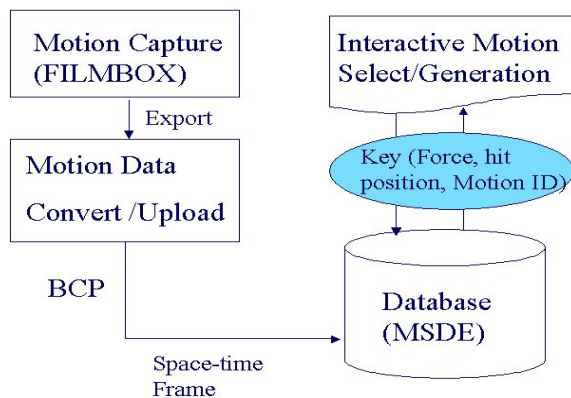 Motion Capture
(FILMBOX)
Export
Motion Data
Convert /Upload
BCP
Space-time
Frame
Interactive Motion
Select/Generation
Key (Force, hit
position, Motion ID)
Database
(MSDE)